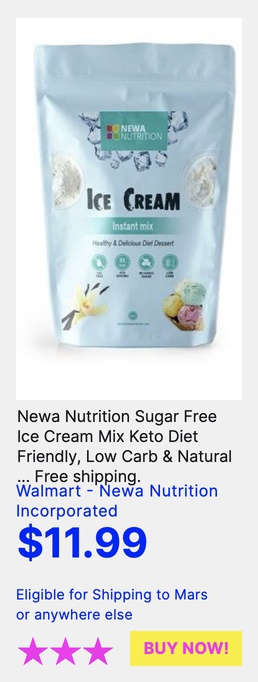 NEWA
NUTRITION
ICE CREAM
Instant mix
Healthy & Delicious Diet Dessert
Newa Nutrition Sugar Free
Ice Cream Mix Keto Diet
Friendly, Low Carb & Natural
... Free shipping.
Walmart - Newa Nutrition
Incorporated
$11.99
Eligible for Shipping to Mars
or anywhere else
BUY NOW!